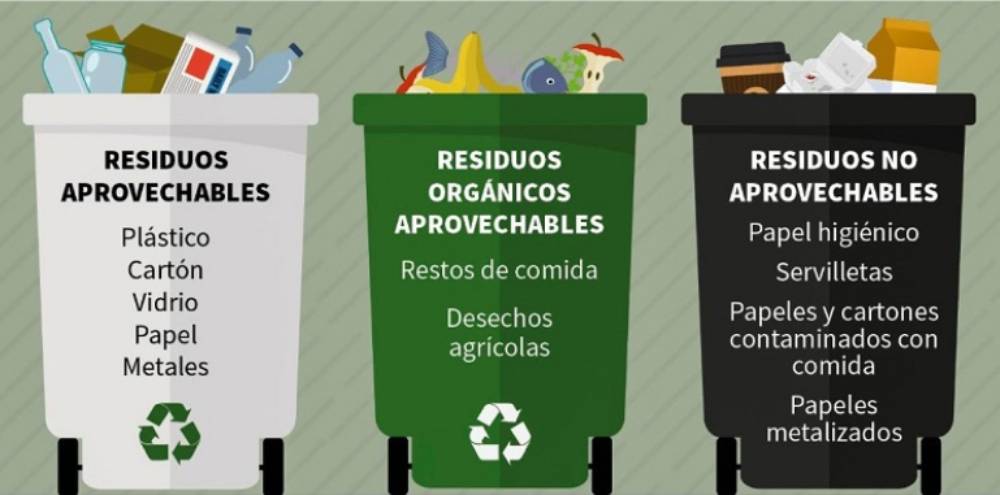 RESIDUOS
APROVECHABLES
Plástico
Cartón
Vidrio
Papel
Metales
RESIDUOS
ORGÁNICOS
APROVECHABLES
Restos de comida
Desechos
agrícolas
RESIDUOS NO
APROVECHABLES
Papel higiénico
Servilletas
Papeles y cartones
contaminados con
comida
Papeles
metalizados